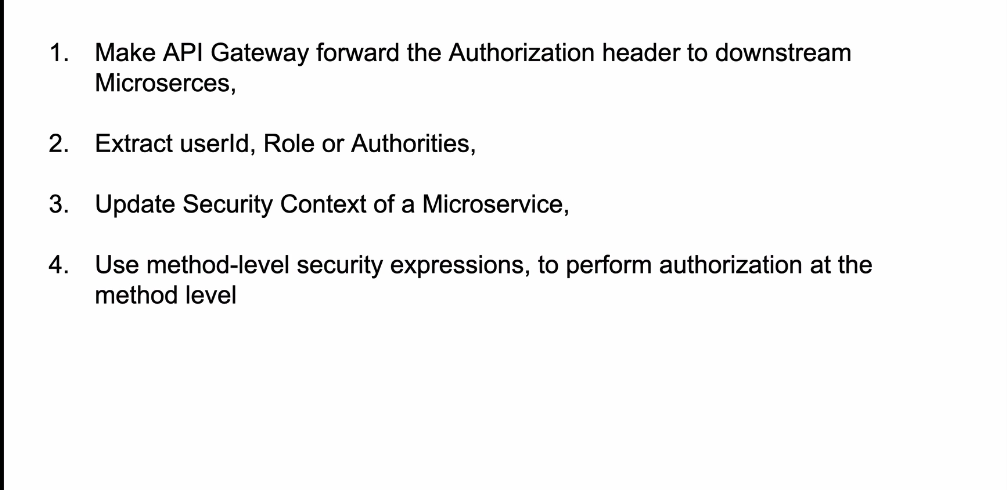 1. Make API Gateway forward the Authorization header to downstream
Microserces,
2. Extract userId, Role or Authorities,
3. Update Security Context of a Microservice,
4. Use method-level security expressions, to perform authorization at the
method level